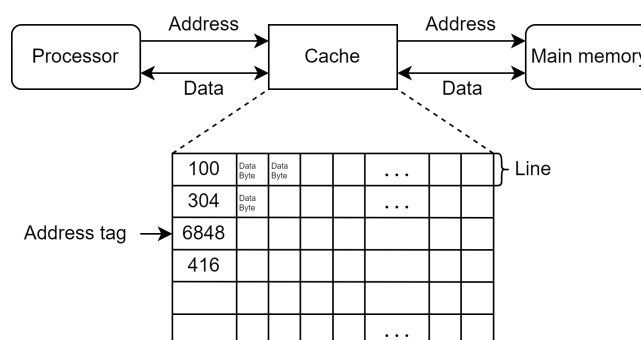 Address Address
Processor Cache Main memory
Data Data
100 Data Byte Data Byte ... Line
304 Data Byte ...
Address tag 6848
416
...